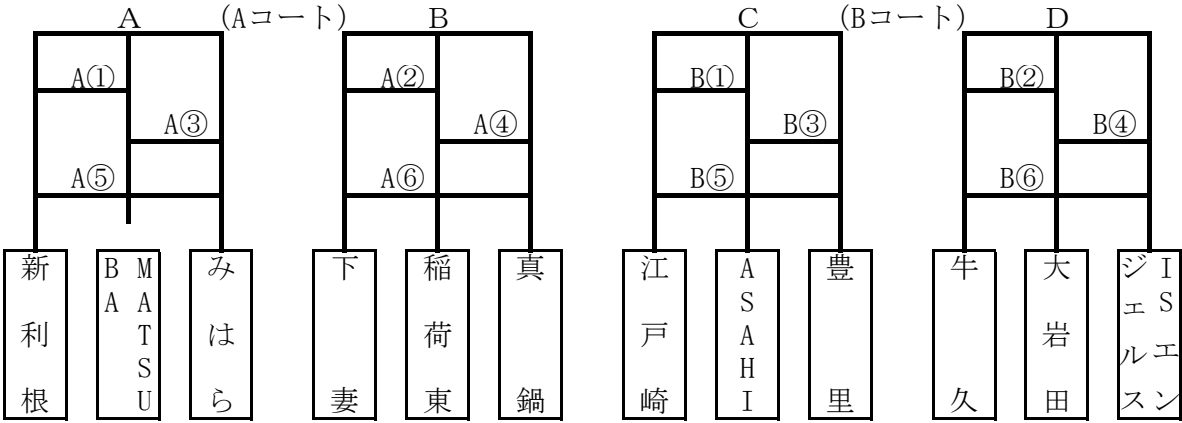 A (Aコート) B C (Bコート) D
A① A② B① B②
A③ A④ B③ B④
A⑤ A⑥ B⑤ B⑥
新利根
MATSU
BA
みはら
下妻
稲荷東
真鍋
江戸崎
ASAHI
豊里
牛久
大岩田
ISエン
ジェルス